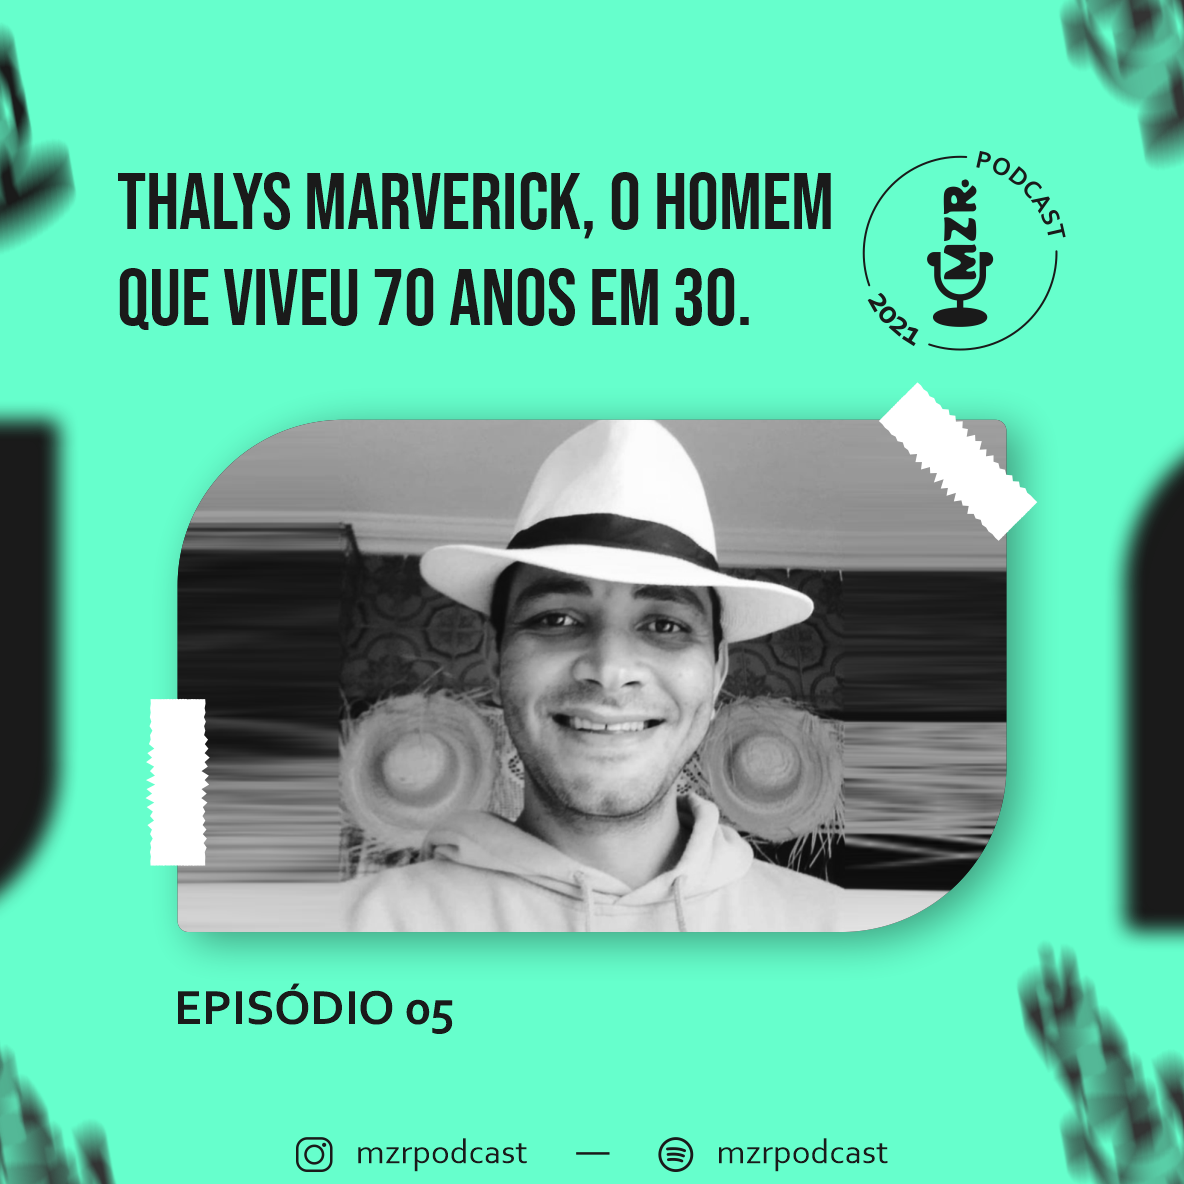 THALYS MARVERICK, O HOMEM
QUE VIVEU 70 ANOS EM 30.
PODCAST
MZR.
2021
EPISÓDIO 05
mzrpodcast — mzrpodcast